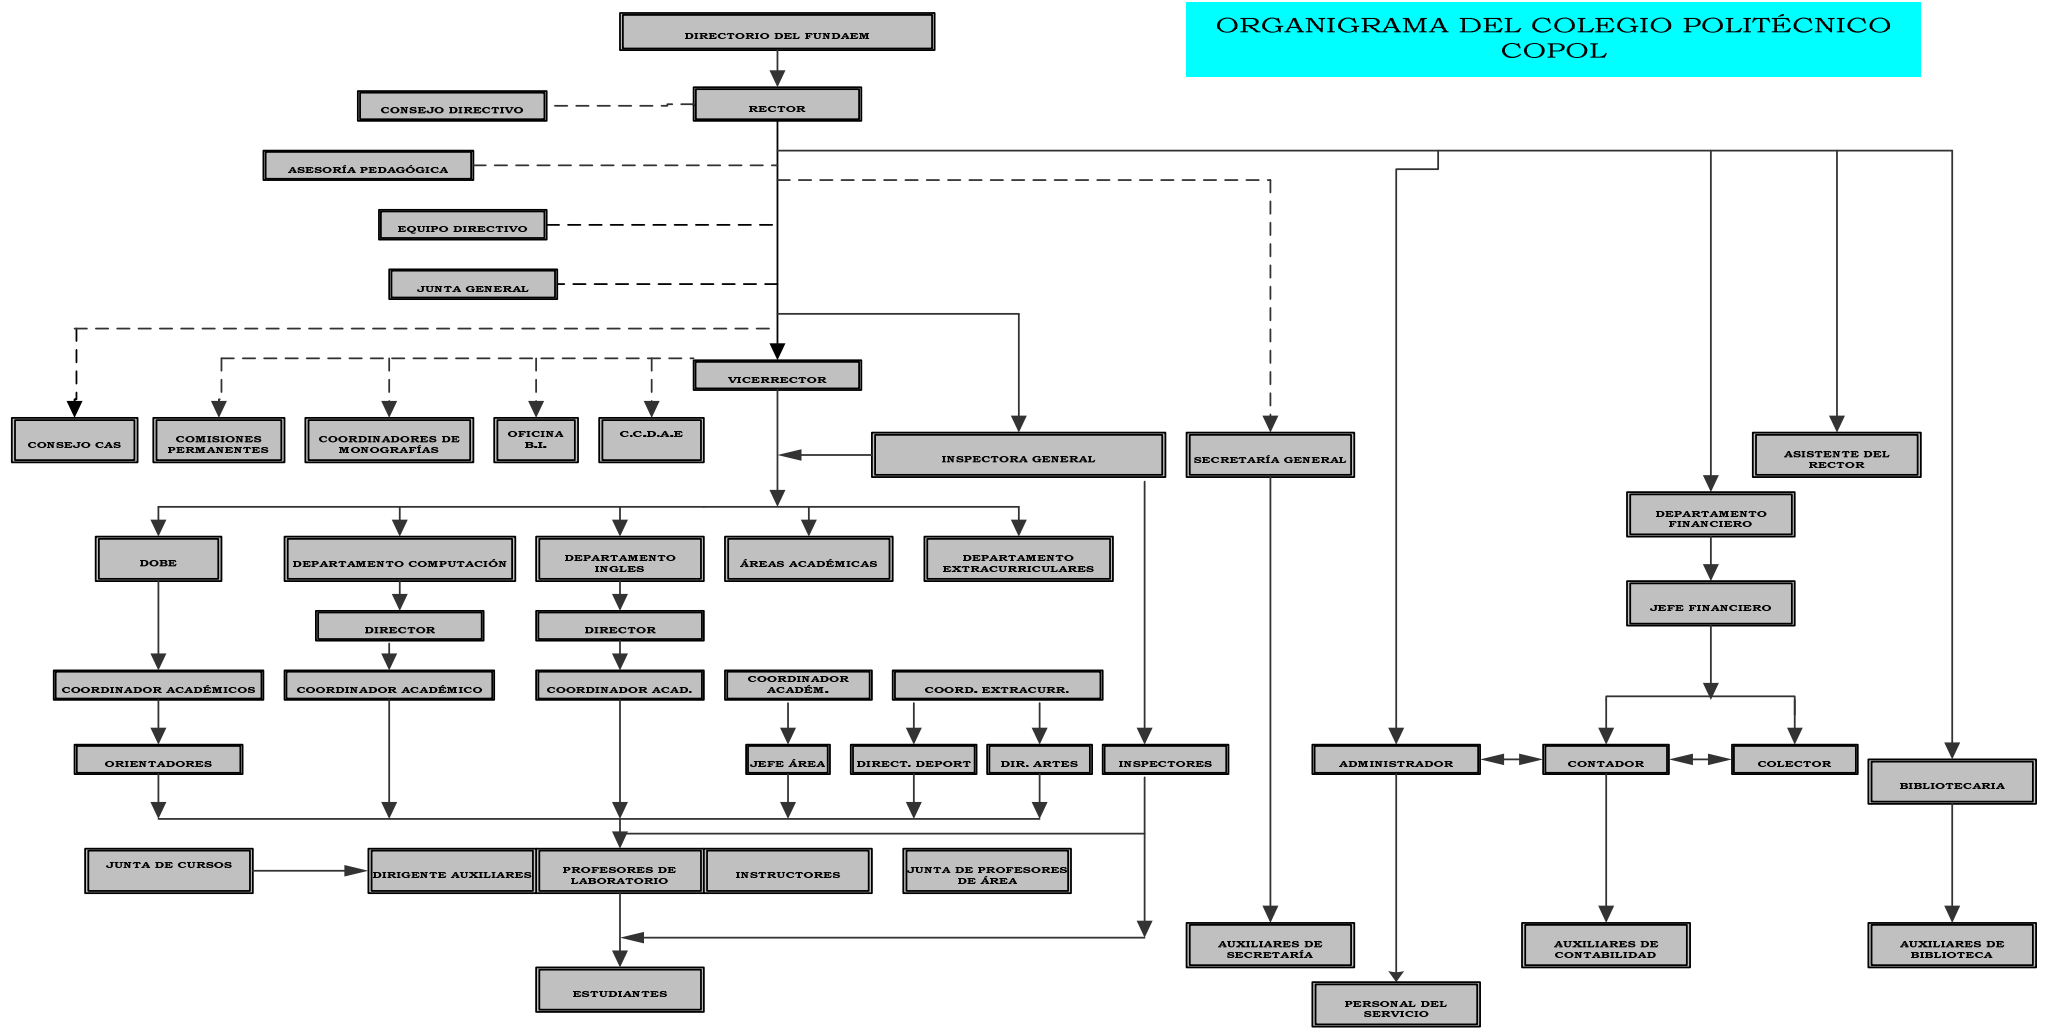 ORGANIGRAMA DEL COLEGIO POLITÉCNICO
COPOL
DIRECTORIO DEL FUNDAEM
CONSEJO DIRECTIVO
RECTOR
ASESORÍA PEDAGÓGICA
EQUIPO DIRECTIVO
JUNTA GENERAL
VICERRECTOR
CONSEJO CAS
COMISIONES
PERMANENTES
COORDINADORES DE
MONOGRAFÍAS
OFICINA
B.I.
C.C.D.A.E
INSPECTORA GENERAL
SECRETARÍA GENERAL
ASISTENTE DEL
RECTOR
DEPARTAMENTO
FINANCIERO
DOBE
DEPARTAMENTO COMPUTACIÓN
DEPARTAMENTO
INGLES
ÁREAS ACADÉMICAS
DEPARTAMENTO
EXTRACURRICULARES
JEFE FINANCIERO
DIRECTOR
DIRECTOR
COORDINADOR ACADÉMICOS
COORDINADOR ACADÉMICO
COORDINADOR ACAD.
COORDINADOR
ACADÉM.
COORD. EXTRACURR.
ORIENTADORES
JEFE ÁREA
DIRECT. DEPORT
DIR. ARTES
INSPECTORES
ADMINISTRADOR
CONTADOR
COLECTOR
BIBLIOTECARIA
JUNTA DE CURSOS
DIRIGENTE AUXILIARES
PROFESORES DE
LABORATORIO
INSTRUCTORES
JUNTA DE PROFESORES
DE ÁREA
AUXILIARES DE
SECRETARÍA
AUXILIARES DE
CONTABILIDAD
AUXILIARES DE
BIBLIOTECA
ESTUDIANTES
PERSONAL DEL
SERVICIO